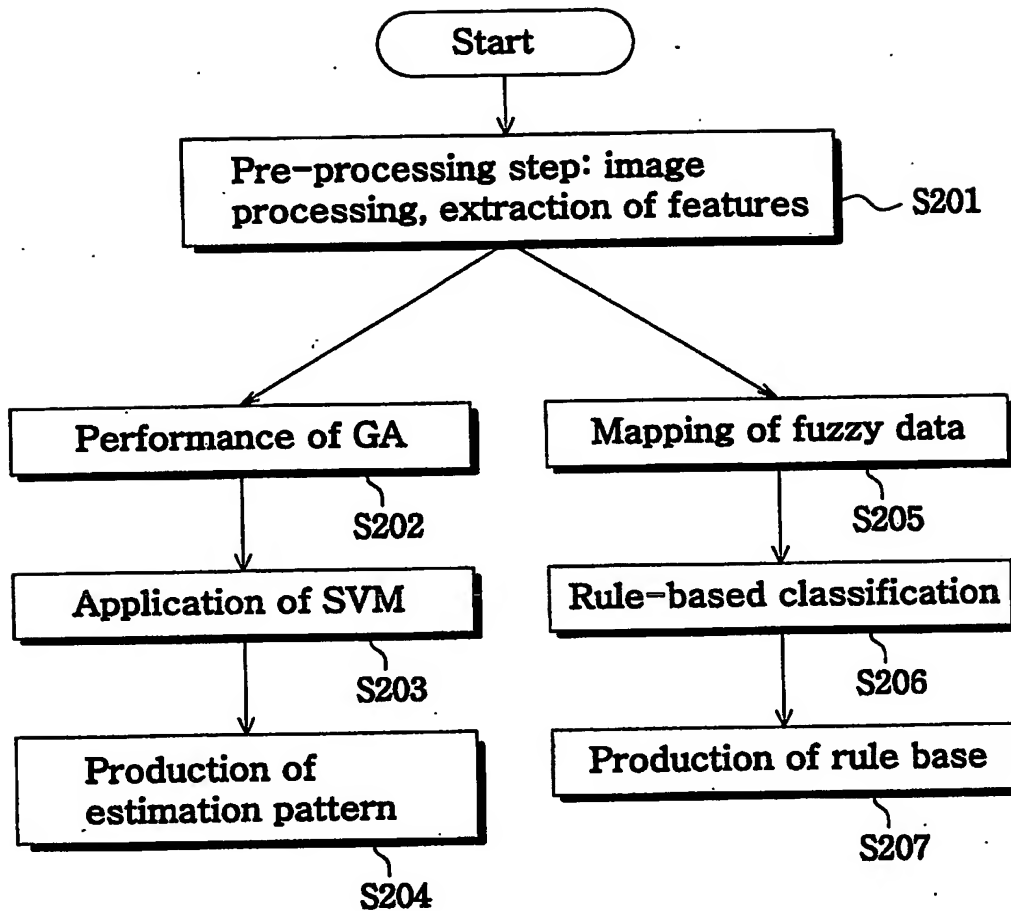 Start
Pre-processing step: image
processing, extraction of features
S201
Performance of GA
S202
Application of SVM
S203
Production of
estimation pattern
S204
Mapping of fuzzy data
S205
Rule-based classification
S206
Production of rule base
S207